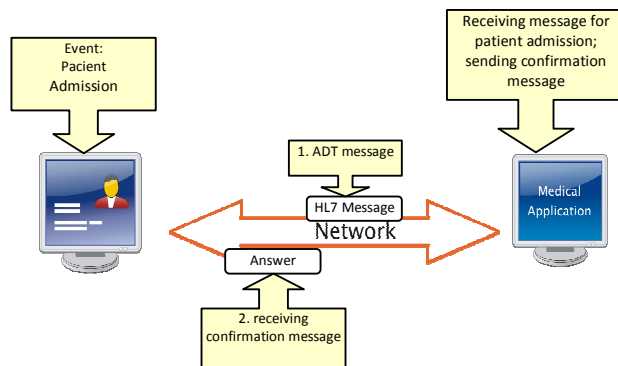 Event:
Pacient
Admission
Receiving message for
patient admission;
sending confirmation
message
1. ADT message
HL7 Message
Network
Medical
Application
Answer
2. receiving
confirmation message